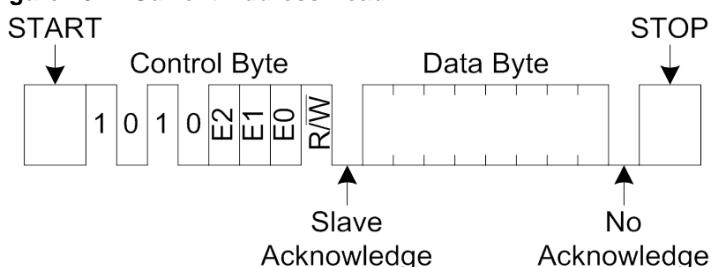 START
STOP
Control Byte
Data Byte
1 0 1 0 E2 E1 E0 R/W
Slave
Acknowledge
No
Acknowledge